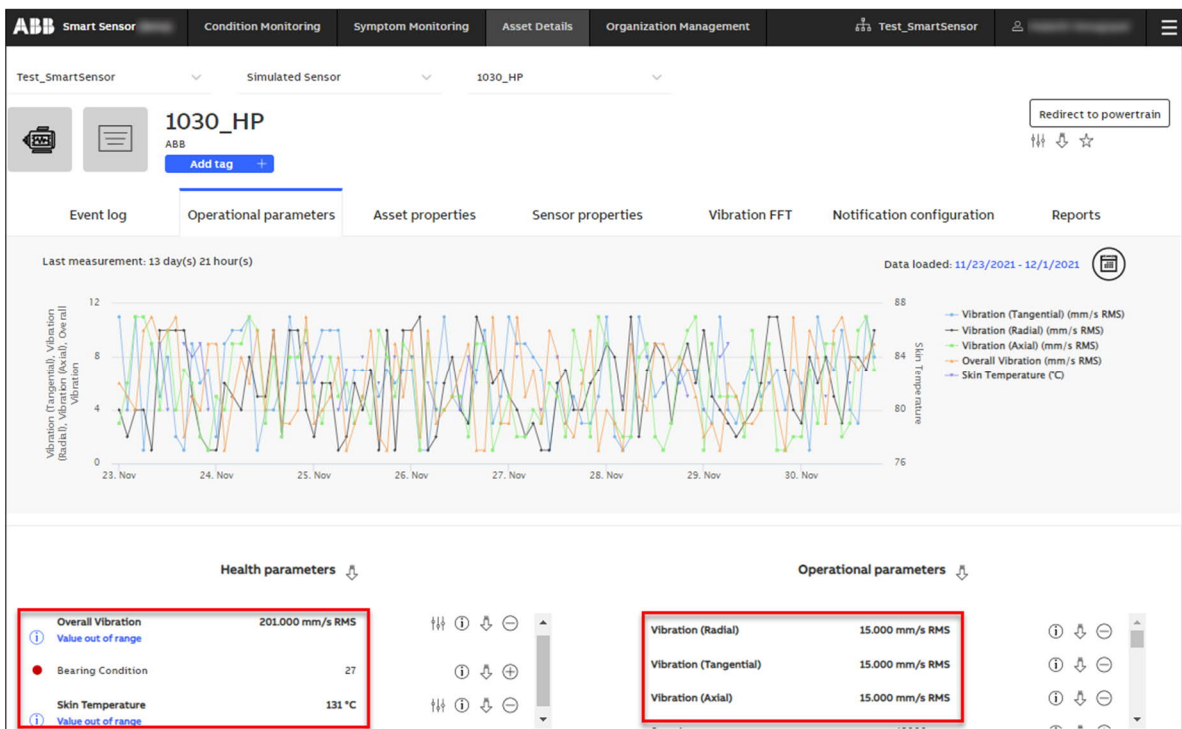 ABB Smart Sensor Condition Monitoring Symptom Monitoring Asset Details Organization Management Test_SmartSensor
Test_SmartSensor Simulated Sensor 1030_HP
1030_HP
ABB
Add tag +
Redirect to powertrain
Event log Operational parameters Asset properties Sensor properties Vibration FFT Notification configuration Reports
Last measurement: 13 day(s) 21 hour(s)
Data loaded: 11/23/2021 - 12/1/2021
Vibration (Tangential), Vibration
(Radial), Vibration (Axial), Overall
Vibration
12
8
4
0
23. Nov 24. Nov 25. Nov 26. Nov 27. Nov 28. Nov 29. Nov 30. Nov
88
84
80
76
Skin Temperature
Vibration (Tangential) (mm/s RMS)
Vibration (Radial) (mm/s RMS)
Vibration (Axial) (mm/s RMS)
Overall Vibration (mm/s RMS)
Skin Temperature (°C)
Health parameters
Overall Vibration 201.000 mm/s RMS
Value out of range
Bearing Condition 27
Skin Temperature 131 °C
Value out of range
Operational parameters
Vibration (Radial) 15.000 mm/s RMS
Vibration (Tangential) 15.000 mm/s RMS
Vibration (Axial) 15.000 mm/s RMS